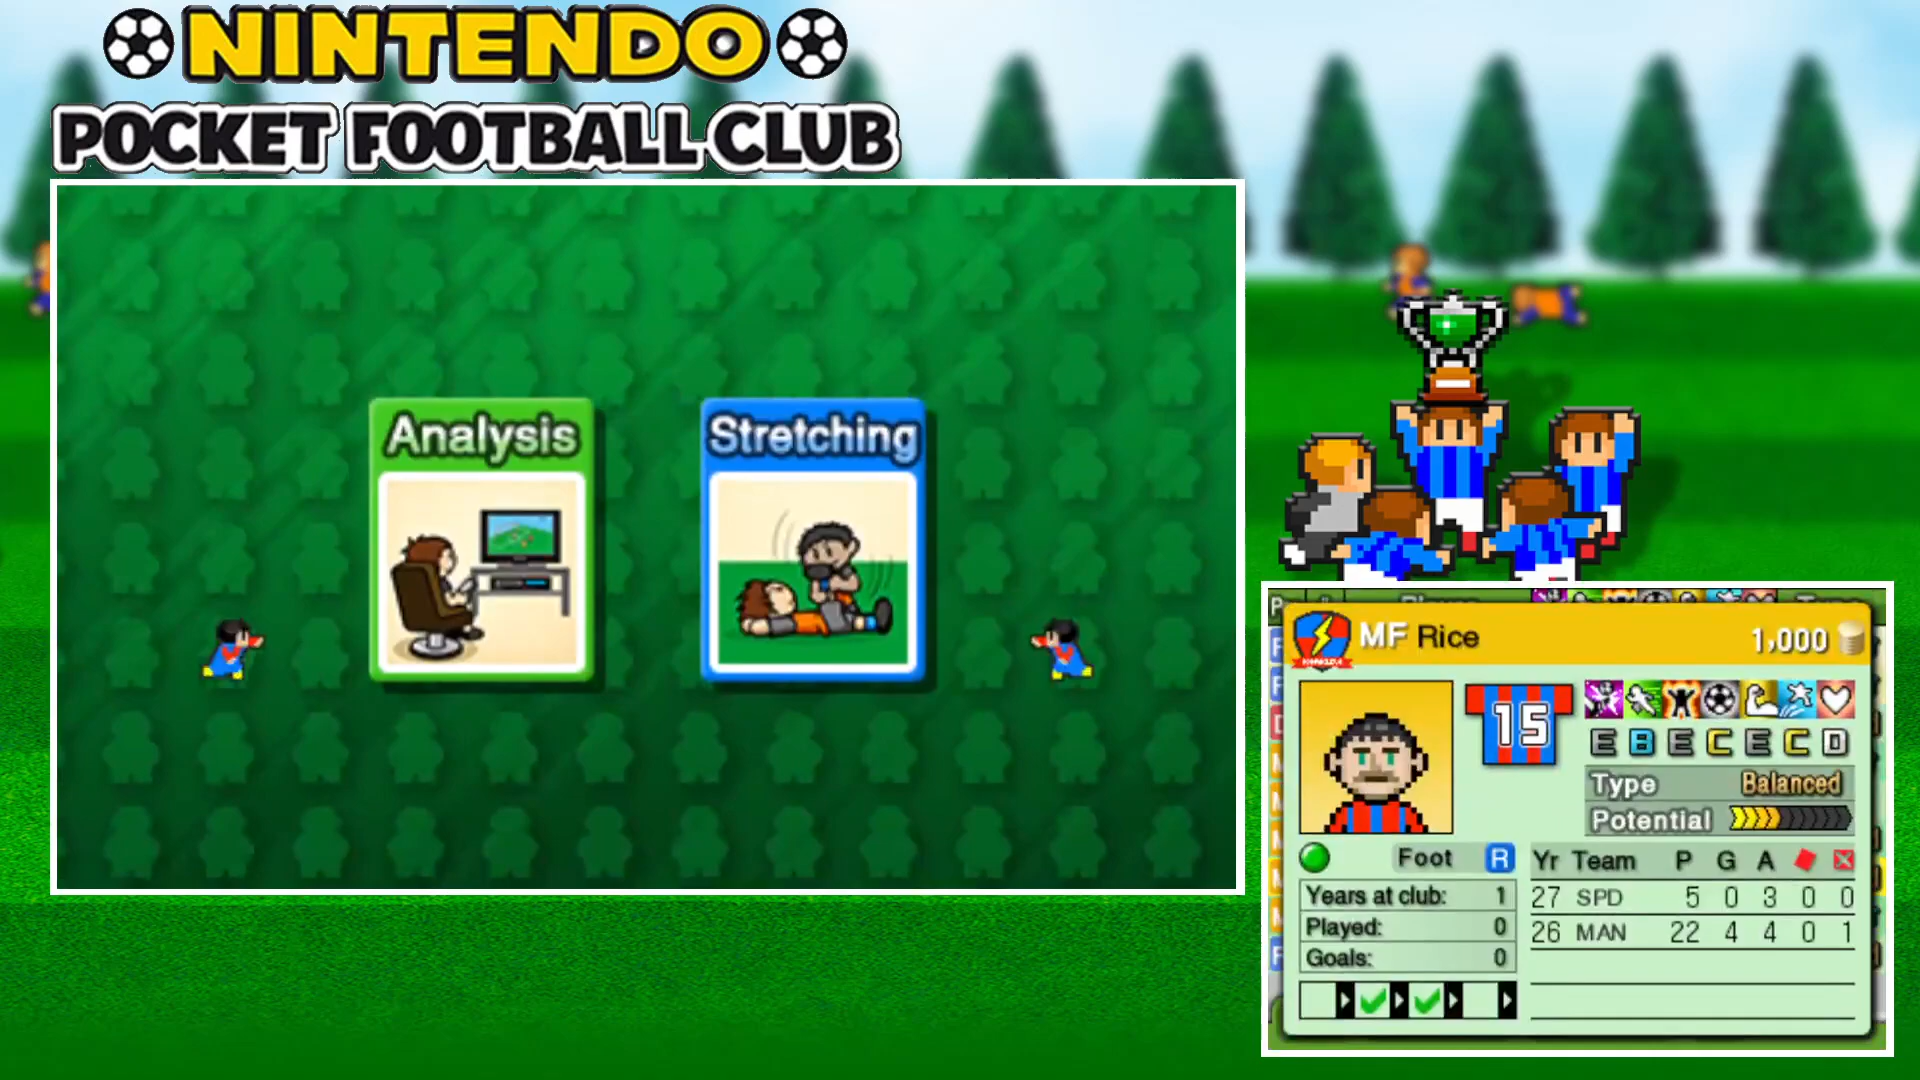 NINTENDO
POCKET FOOTBALL CLUB
Analysis
Stretching
MF Rice 1,000
15
E B E C E C D
Type Balanced
Potential
Foot R
Years at club: 1
Played: 0
Goals: 0
Yr Team P G A
27 SPD 5 0 3 0 0
26 MAN 22 4 4 0 1